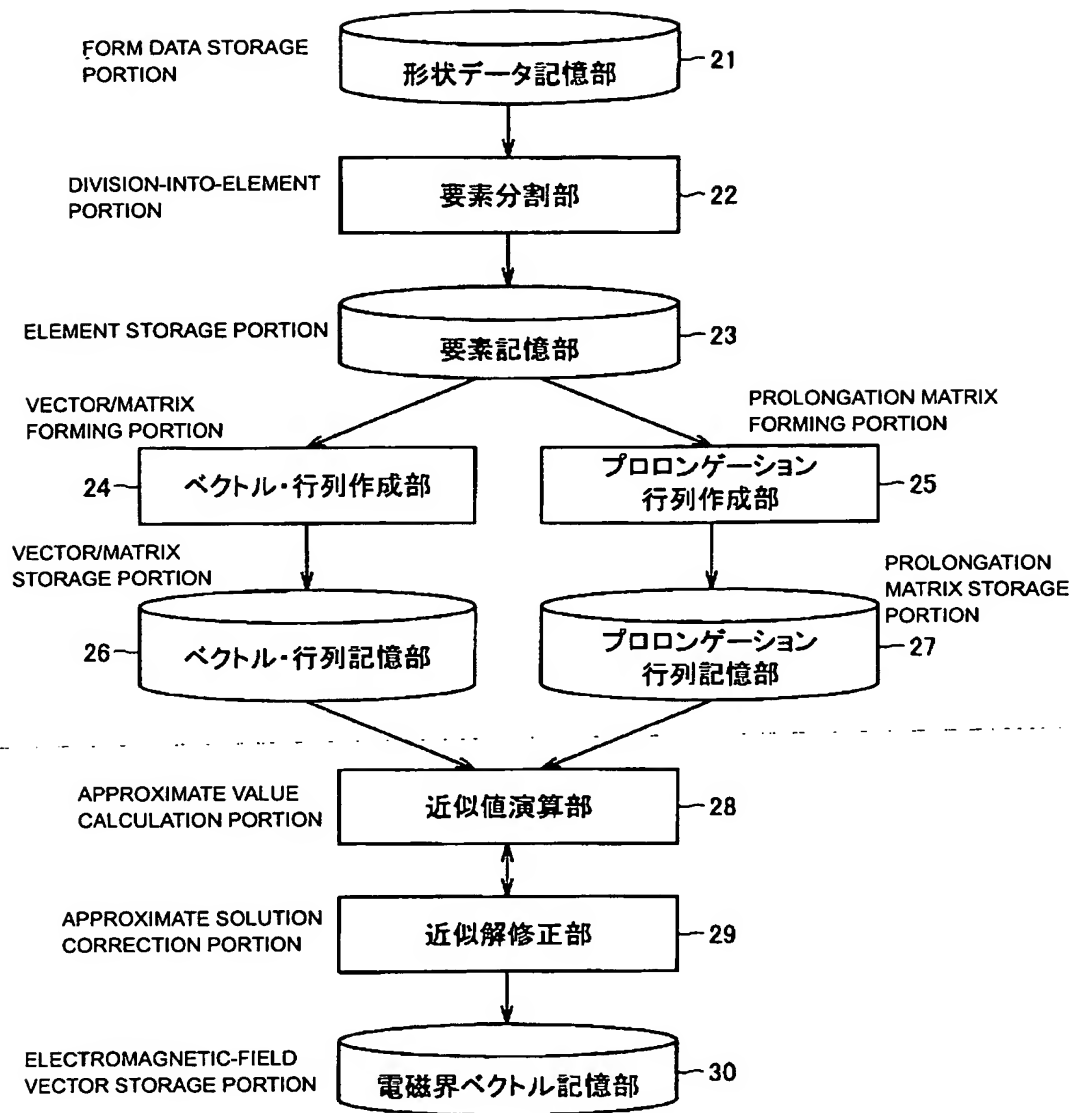 FORM DATA STORAGE
PORTION
形状データ記憶部
21
DIVISION-INTO-ELEMENT
PORTION
要素分割部
22
ELEMENT STORAGE PORTION
要素記憶部
23
VECTOR/MATRIX
FORMING PORTION
24
ベクトル・行列作成部
PROLONGATION MATRIX
FORMING PORTION
プロロンゲーション
行列作成部
25
VECTOR/MATRIX
STORAGE PORTION
26
ベクトル・行列記憶部
PROLONGATION
MATRIX STORAGE
PORTION
プロロンゲーション
行列記憶部
27
APPROXIMATE VALUE
CALCULATION PORTION
近似値演算部
28
APPROXIMATE SOLUTION
CORRECTION PORTION
近似解修正部
29
ELECTROMAGNETIC-FIELD
VECTOR STORAGE PORTION
電磁界ベクトル記憶部
30